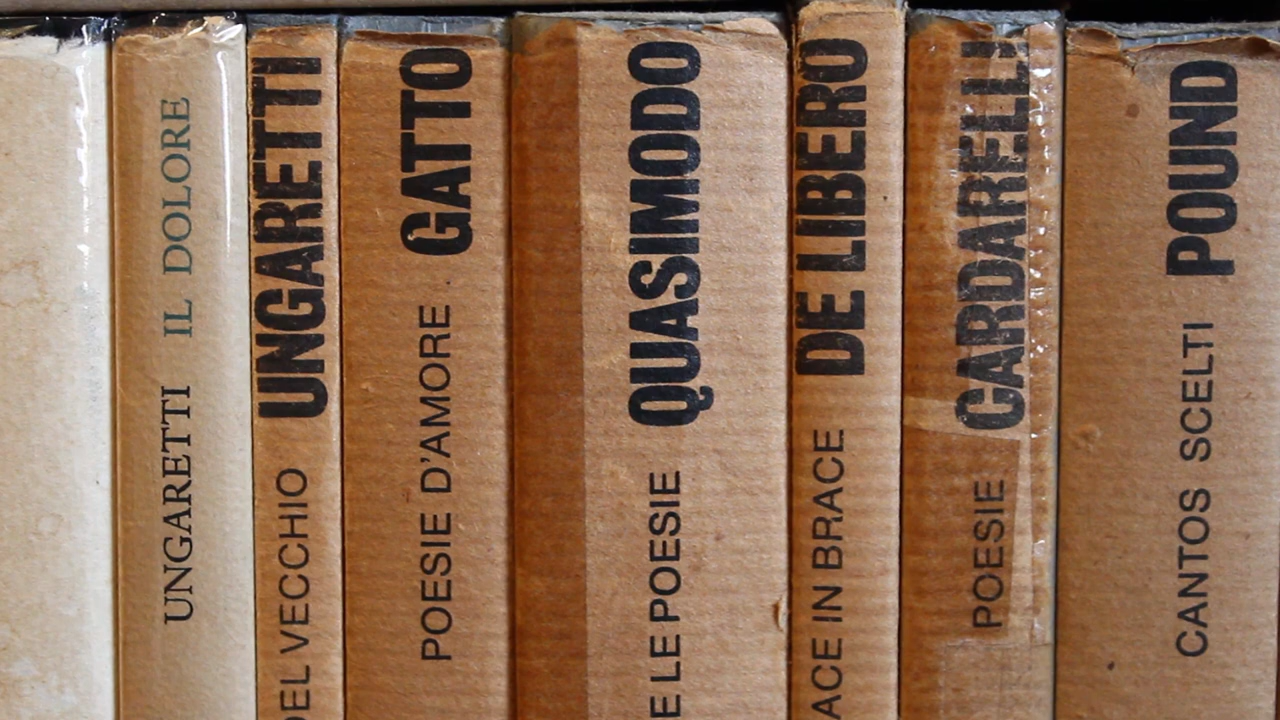 UNGARETTI IL DOLORE
DEL VECCHIO UNGARETTI
POESIE D'AMORE GATTO
E LE POESIE QUASIMODO
ACE IN BRACE DE LIBERO
POESIE CARDARELLI
CANTOS SCELTI POUND